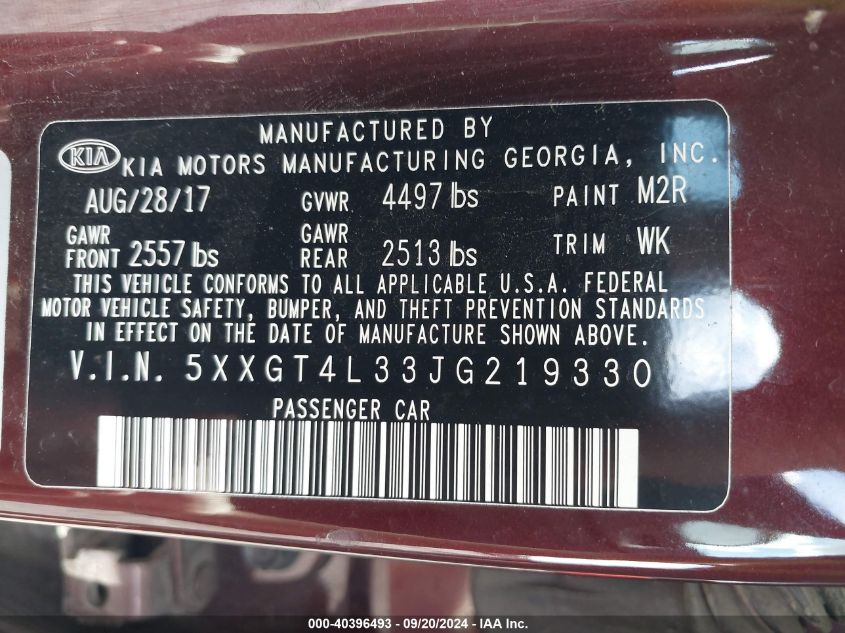 MANUFACTURED BY
KIA KIA MOTORS MANUFACTURING GEORGIA, INC.
AUG/28/17 GVWR 4497 lbs PAINT M2R
GAWR FRONT 2557 lbs GAWR REAR 2513 lbs TRIM WK
THIS VEHICLE CONFORMS TO ALL APPLICABLE U.S.A. FEDERAL
MOTOR VEHICLE SAFETY, BUMPER, AND THEFT PREVENTION STANDARDS
IN EFFECT ON THE DATE OF MANUFACTURE SHOWN ABOVE.
V.I.N. 5XXGT4L33JG219330
PASSENGER CAR
000-40396493 - 09/20/2024 - IAA Inc.